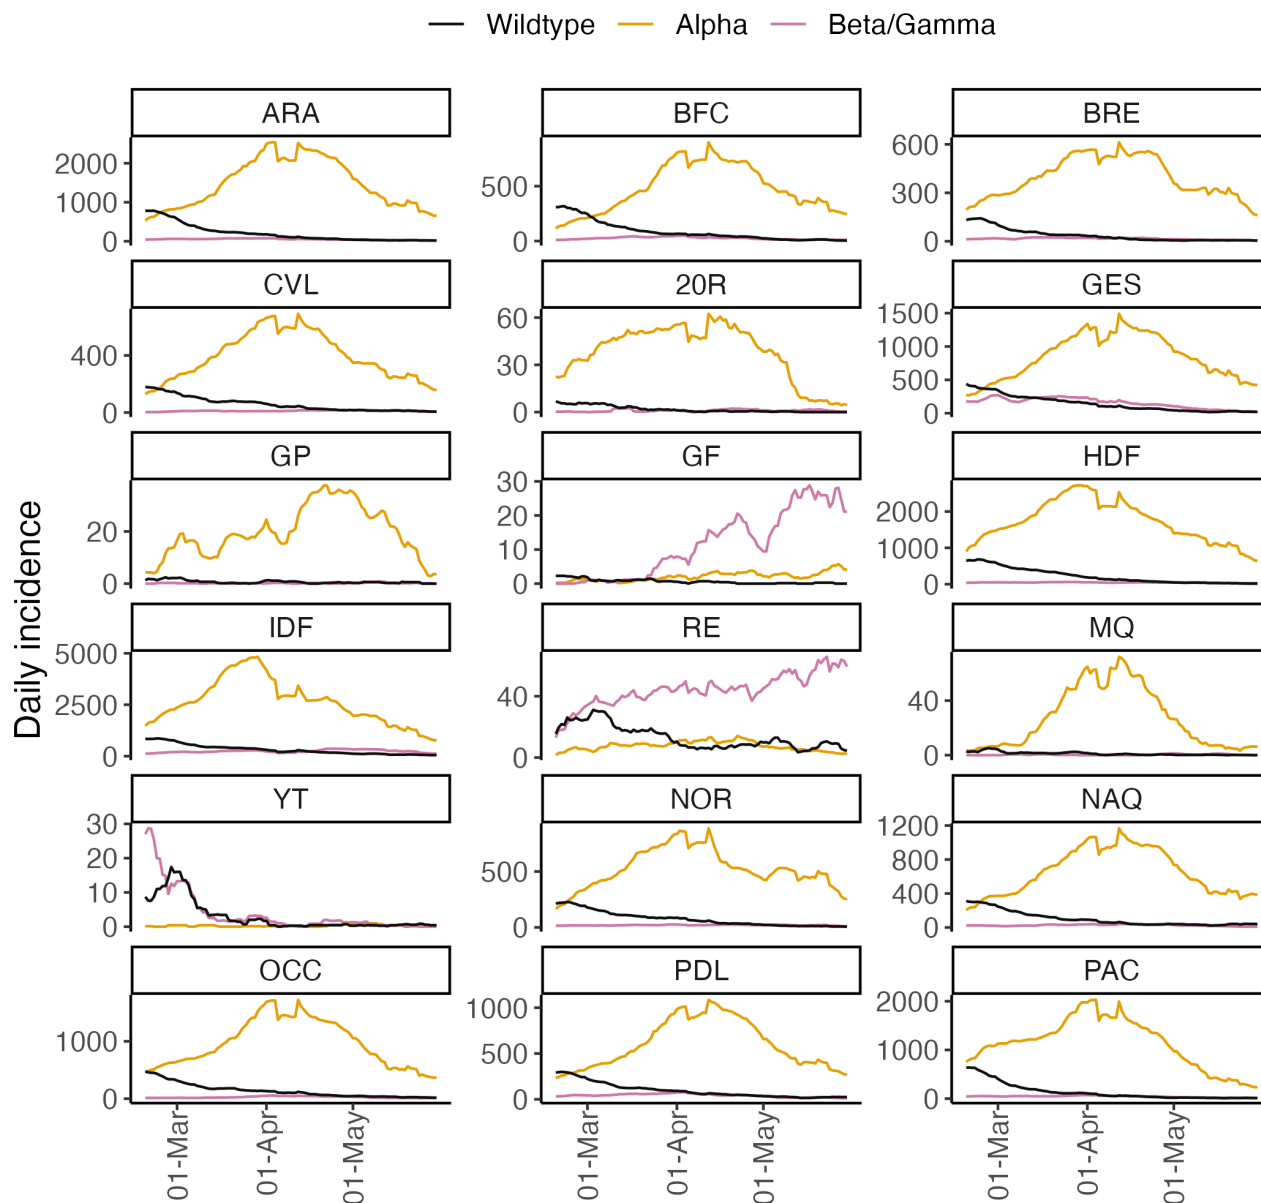 Wildtype Alpha Beta/Gamma
ARA BFC BRE
2000 1000 0
500 0
600 300 0
CVL 20R GES
400 0
60 30 0
1500 1000 500 0
GP GF HDF
20 0
30 20 10 0
2000 1000 0
Daily incidence
IDF RE MQ
5000 2500 0
40 0
40 0
YT NOR NAQ
30 20 10 0
500 0
1200 800 400 0
OCC PDL PAC
1000 0
1000 500 0
2000 1000 0
01-Mar 01-Apr 01-May
01-Mar 01-Apr 01-May
01-Mar 01-Apr 01-May